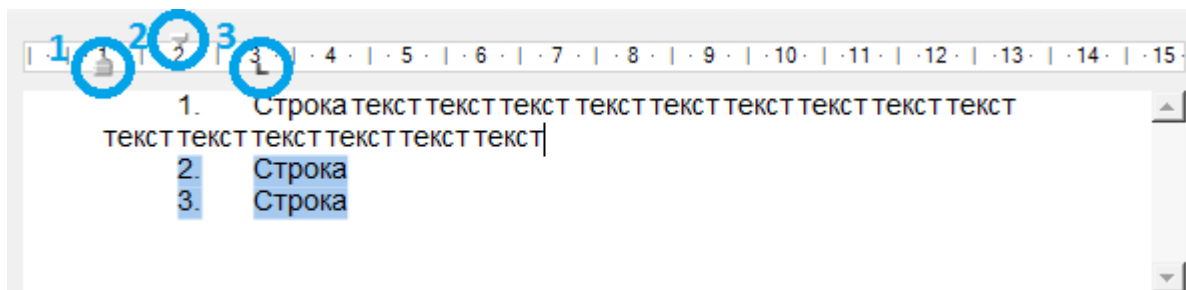 1 2 3
1 2 3 4 5 6 7 8 9 10 11 12 13 14 15
1. Строка текст текст текст текст текст текст текст текст текст
текст текст текст текст текст текст
2. Строка
3. Строка